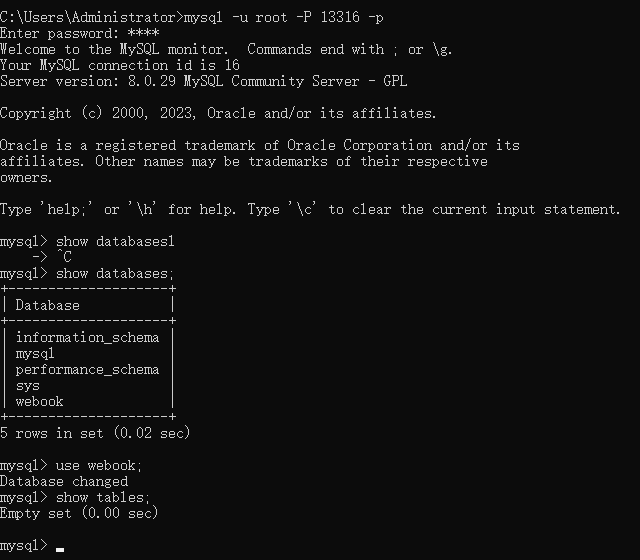 C:\Users\Administrator>mysql -u root -P 13316 -p
Enter password: ****
Welcome to the MySQL monitor.  Commands end with ; or \g.
Your MySQL connection id is 16
Server version: 8.0.29 MySQL Community Server - GPL

Copyright (c) 2000, 2023, Oracle and/or its affiliates.

Oracle is a registered trademark of Oracle Corporation and/or its
affiliates. Other names may be trademarks of their respective
owners.

Type 'help;' or '\h' for help. Type '\c' to clear the current input statement.

mysql> show databasesl
    -> ^C
mysql> show databases;
+--------------------+
| Database           |
+--------------------+
| information_schema |
| mysql              |
| performance_schema |
| sys                |
| webook             |
+--------------------+
5 rows in set (0.02 sec)

mysql> use webook;
Database changed
mysql> show tables;
Empty set (0.00 sec)

mysql> _